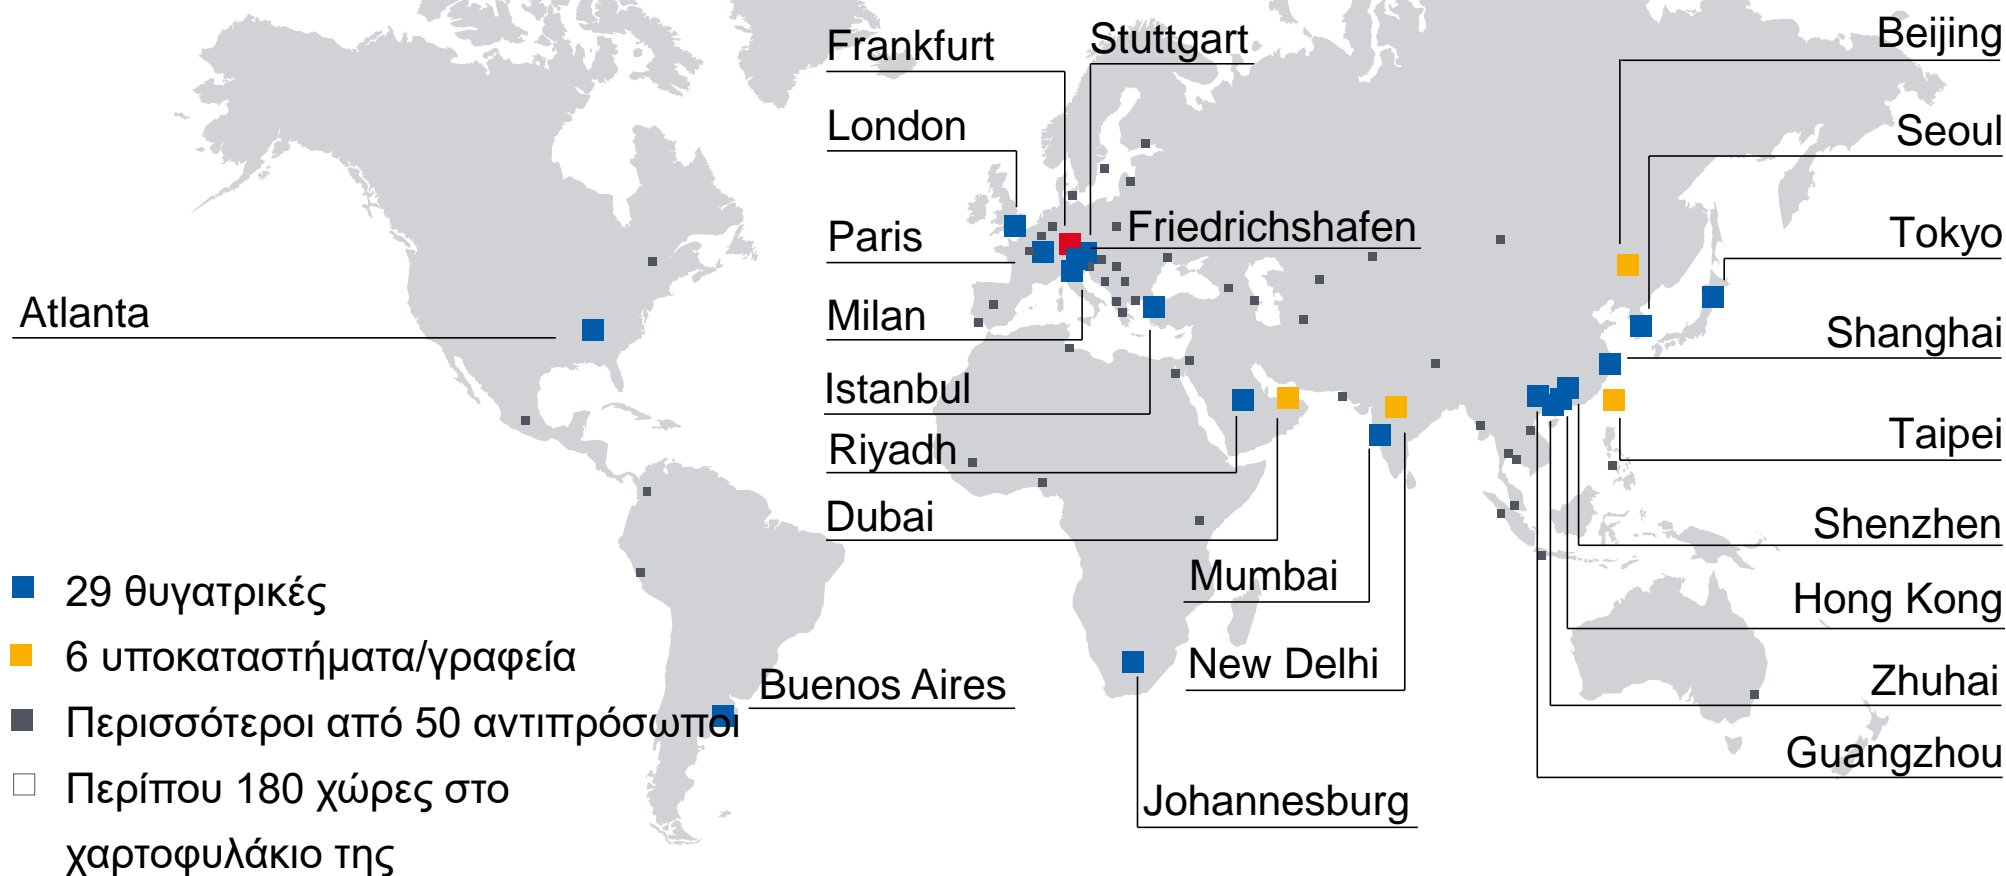 Frankfurt
Stuttgart
Beijing
London
Seoul
Paris
Friedrichshafen
Tokyo
Atlanta
Milan
Shanghai
Istanbul
Riyadh
Taipei
Dubai
Shenzhen
Mumbai
Hong Kong
New Delhi
Zhuhai
Buenos Aires
Guangzhou
Johannesburg
29 θυγατρικές
6 υποκαταστήματα/γραφεία
Περισσότεροι από 50 αντιπρόσωποι
Περίπου 180 χώρες στο
χαρτοφυλάκιο της